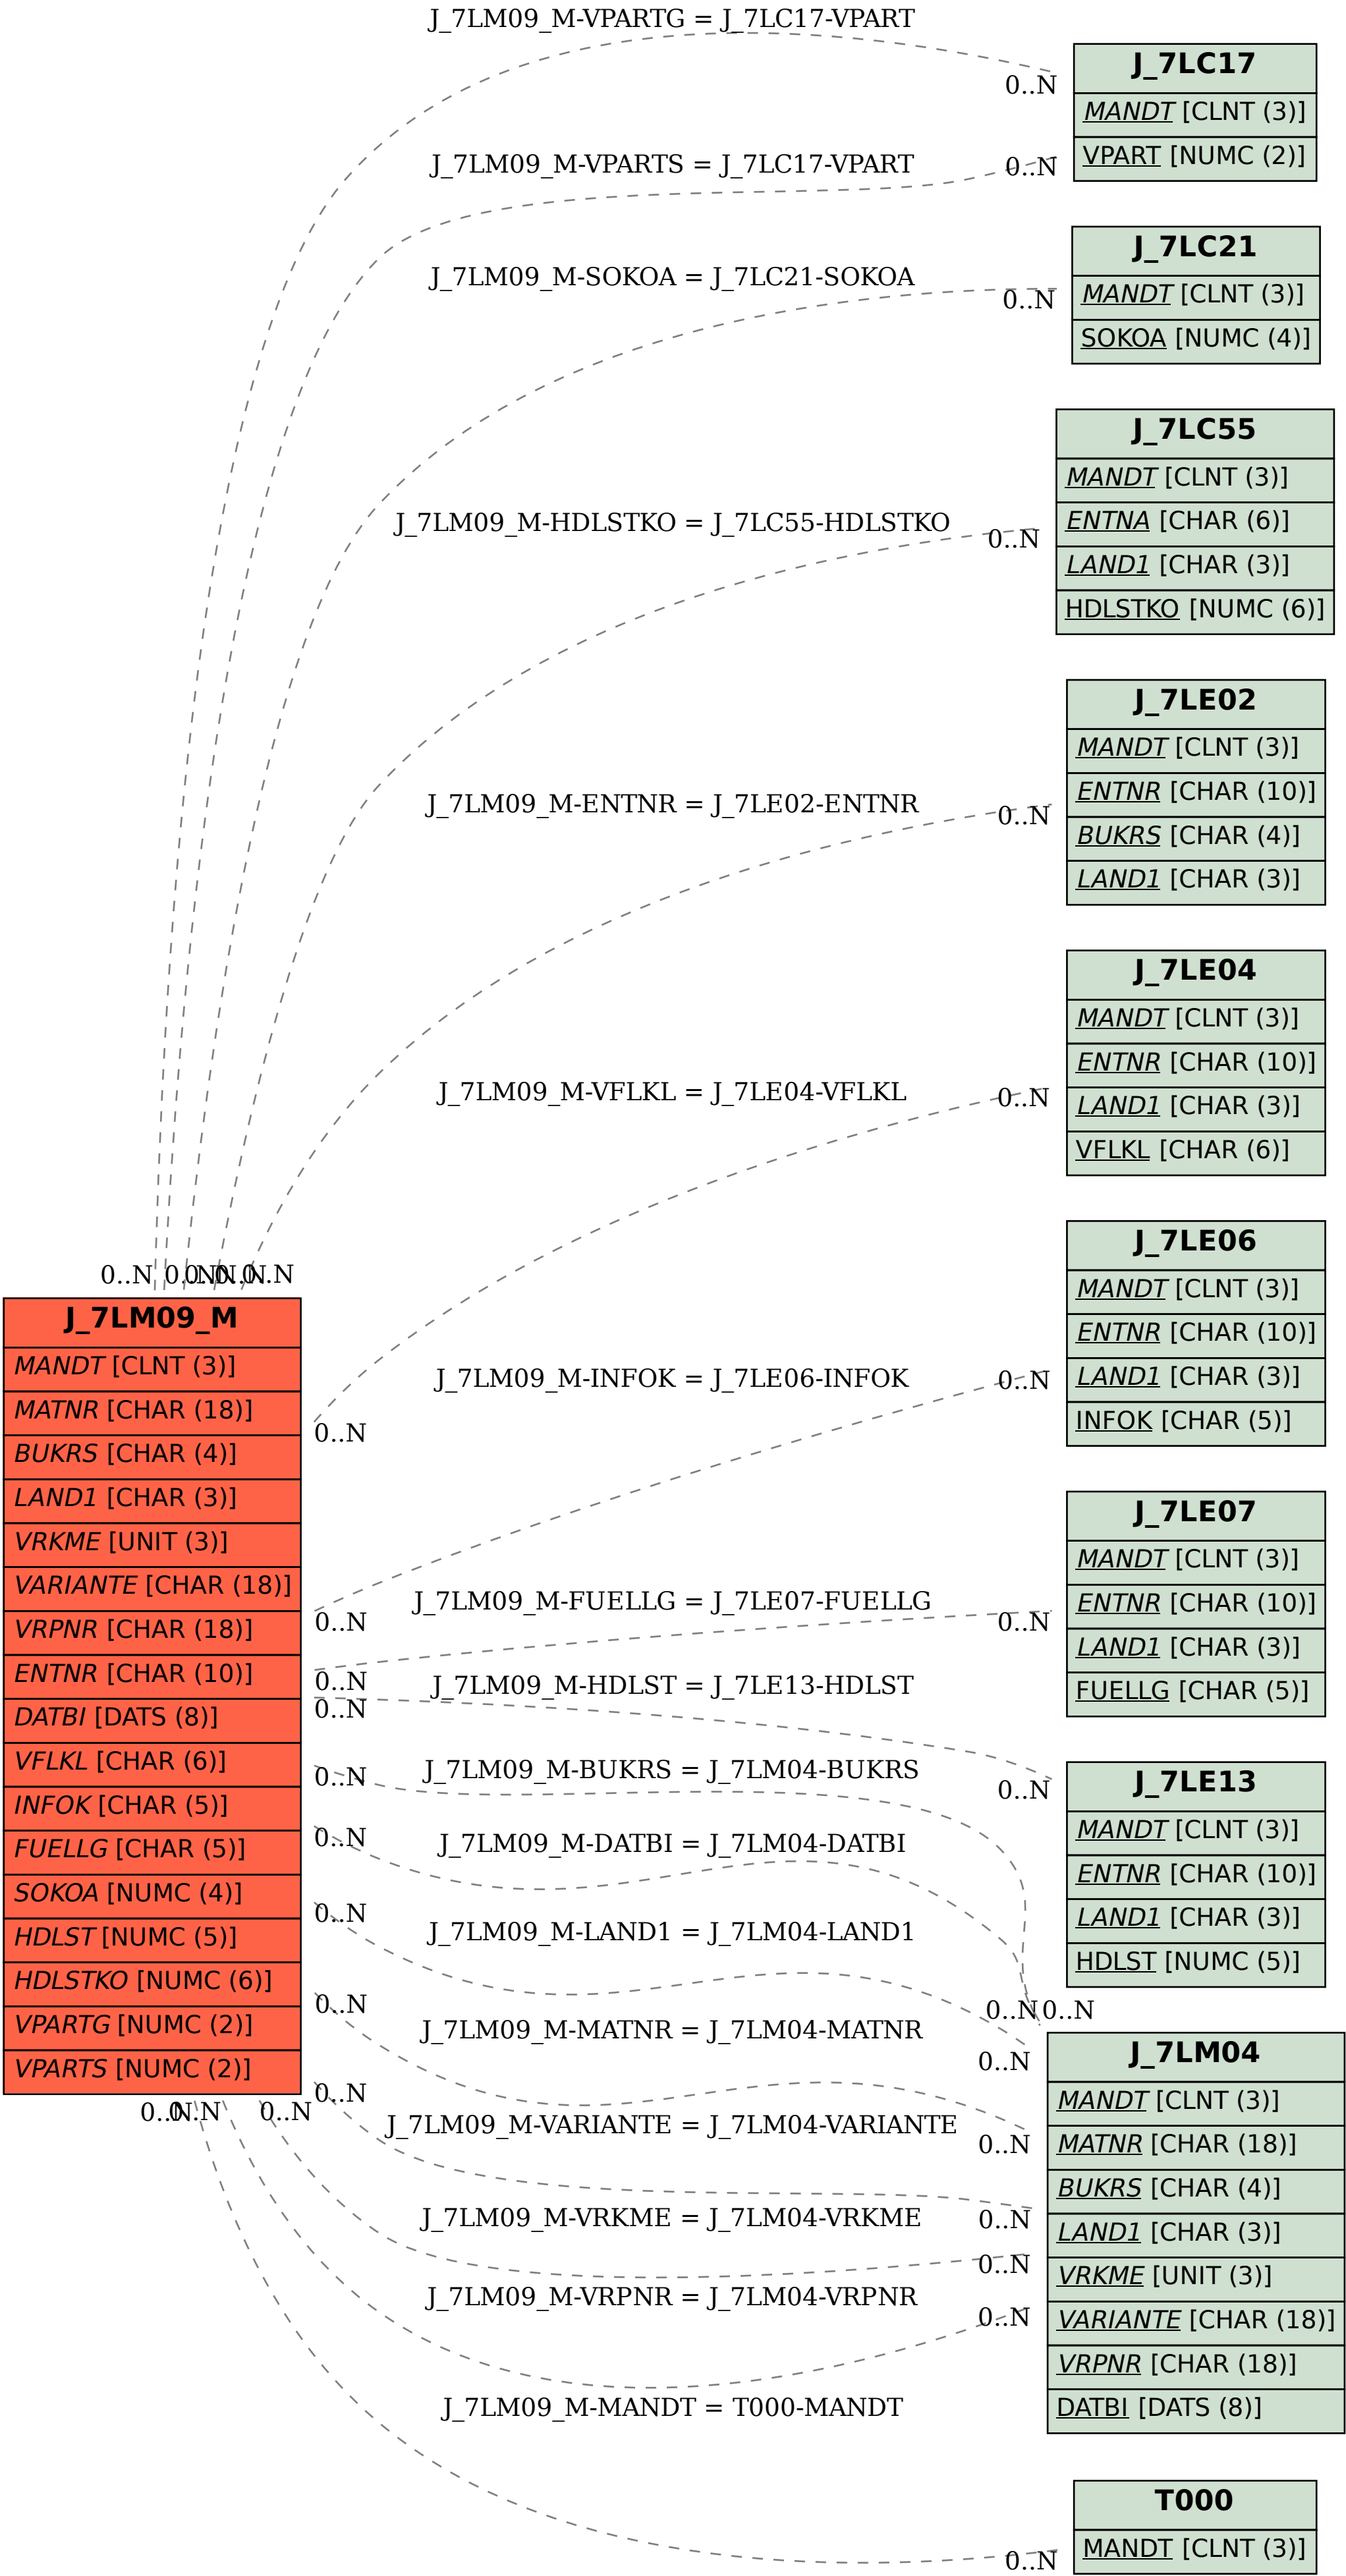 J_7LM09_M-VPARTG = J_7LC17-VPART
0..N
J_7LC17
MANDT [CLNT (3)]
VPART [NUMC (2)]
J_7LM09_M-VPARTS = J_7LC17-VPART
0..N
J_7LC21
MANDT [CLNT (3)]
SOKOA [NUMC (4)]
J_7LM09_M-SOKOA = J_7LC21-SOKOA
0..N
J_7LC55
MANDT [CLNT (3)]
ENTNA [CHAR (6)]
LAND1 [CHAR (3)]
HDLSTKO [NUMC (6)]
J_7LM09_M-HDLSTKO = J_7LC55-HDLSTKO
0..N
J_7LE02
MANDT [CLNT (3)]
ENTNR [CHAR (10)]
BUKRS [CHAR (4)]
LAND1 [CHAR (3)]
J_7LM09_M-ENTNR = J_7LE02-ENTNR
0..N
J_7LE04
MANDT [CLNT (3)]
ENTNR [CHAR (10)]
LAND1 [CHAR (3)]
VFLKL [CHAR (6)]
J_7LM09_M-VFLKL = J_7LE04-VFLKL
0..N
J_7LE06
MANDT [CLNT (3)]
ENTNR [CHAR (10)]
LAND1 [CHAR (3)]
INFOK [CHAR (5)]
0..N
0..N
0..N
0..N
0..N
J_7LM09_M
MANDT [CLNT (3)]
MATNR [CHAR (18)]
BUKRS [CHAR (4)]
LAND1 [CHAR (3)]
VRKME [UNIT (3)]
VARIANTE [CHAR (18)]
VRPNR [CHAR (18)]
ENTNR [CHAR (10)]
DATBI [DATS (8)]
VFLKL [CHAR (6)]
INFOK [CHAR (5)]
FUELLG [CHAR (5)]
SOKOA [NUMC (4)]
HDLST [NUMC (5)]
HDLSTKO [NUMC (6)]
VPARTG [NUMC (2)]
VPARTS [NUMC (2)]
0..N
J_7LM09_M-INFOK = J_7LE06-INFOK
0..N
0..N
J_7LE07
MANDT [CLNT (3)]
ENTNR [CHAR (10)]
LAND1 [CHAR (3)]
FUELLG [CHAR (5)]
J_7LM09_M-FUELLG = J_7LE07-FUELLG
0..N
0..N
J_7LM09_M-HDLST = J_7LE13-HDLST
0..N
0..N
J_7LE13
MANDT [CLNT (3)]
ENTNR [CHAR (10)]
LAND1 [CHAR (3)]
HDLST [NUMC (5)]
J_7LM09_M-BUKRS = J_7LM04-BUKRS
0..N
J_7LM09_M-DATBI = J_7LM04-DATBI
0..N
J_7LM09_M-LAND1 = J_7LM04-LAND1
0..N
0..N
0..N
0..N
J_7LM09_M-MATNR = J_7LM04-MATNR
0..N
0..N
J_7LM04
MANDT [CLNT (3)]
MATNR [CHAR (18)]
BUKRS [CHAR (4)]
LAND1 [CHAR (3)]
VRKME [UNIT (3)]
VARIANTE [CHAR (18)]
VRPNR [CHAR (18)]
DATBI [DATS (8)]
0..N
J_7LM09_M-VARIANTE = J_7LM04-VARIANTE
0..N
0..N
0..N
0..N
J_7LM09_M-VRKME = J_7LM04-VRKME
0..N
J_7LM09_M-VRPNR = J_7LM04-VRPNR
0..N
J_7LM09_M-MANDT = T000-MANDT
0..N
T000
MANDT [CLNT (3)]